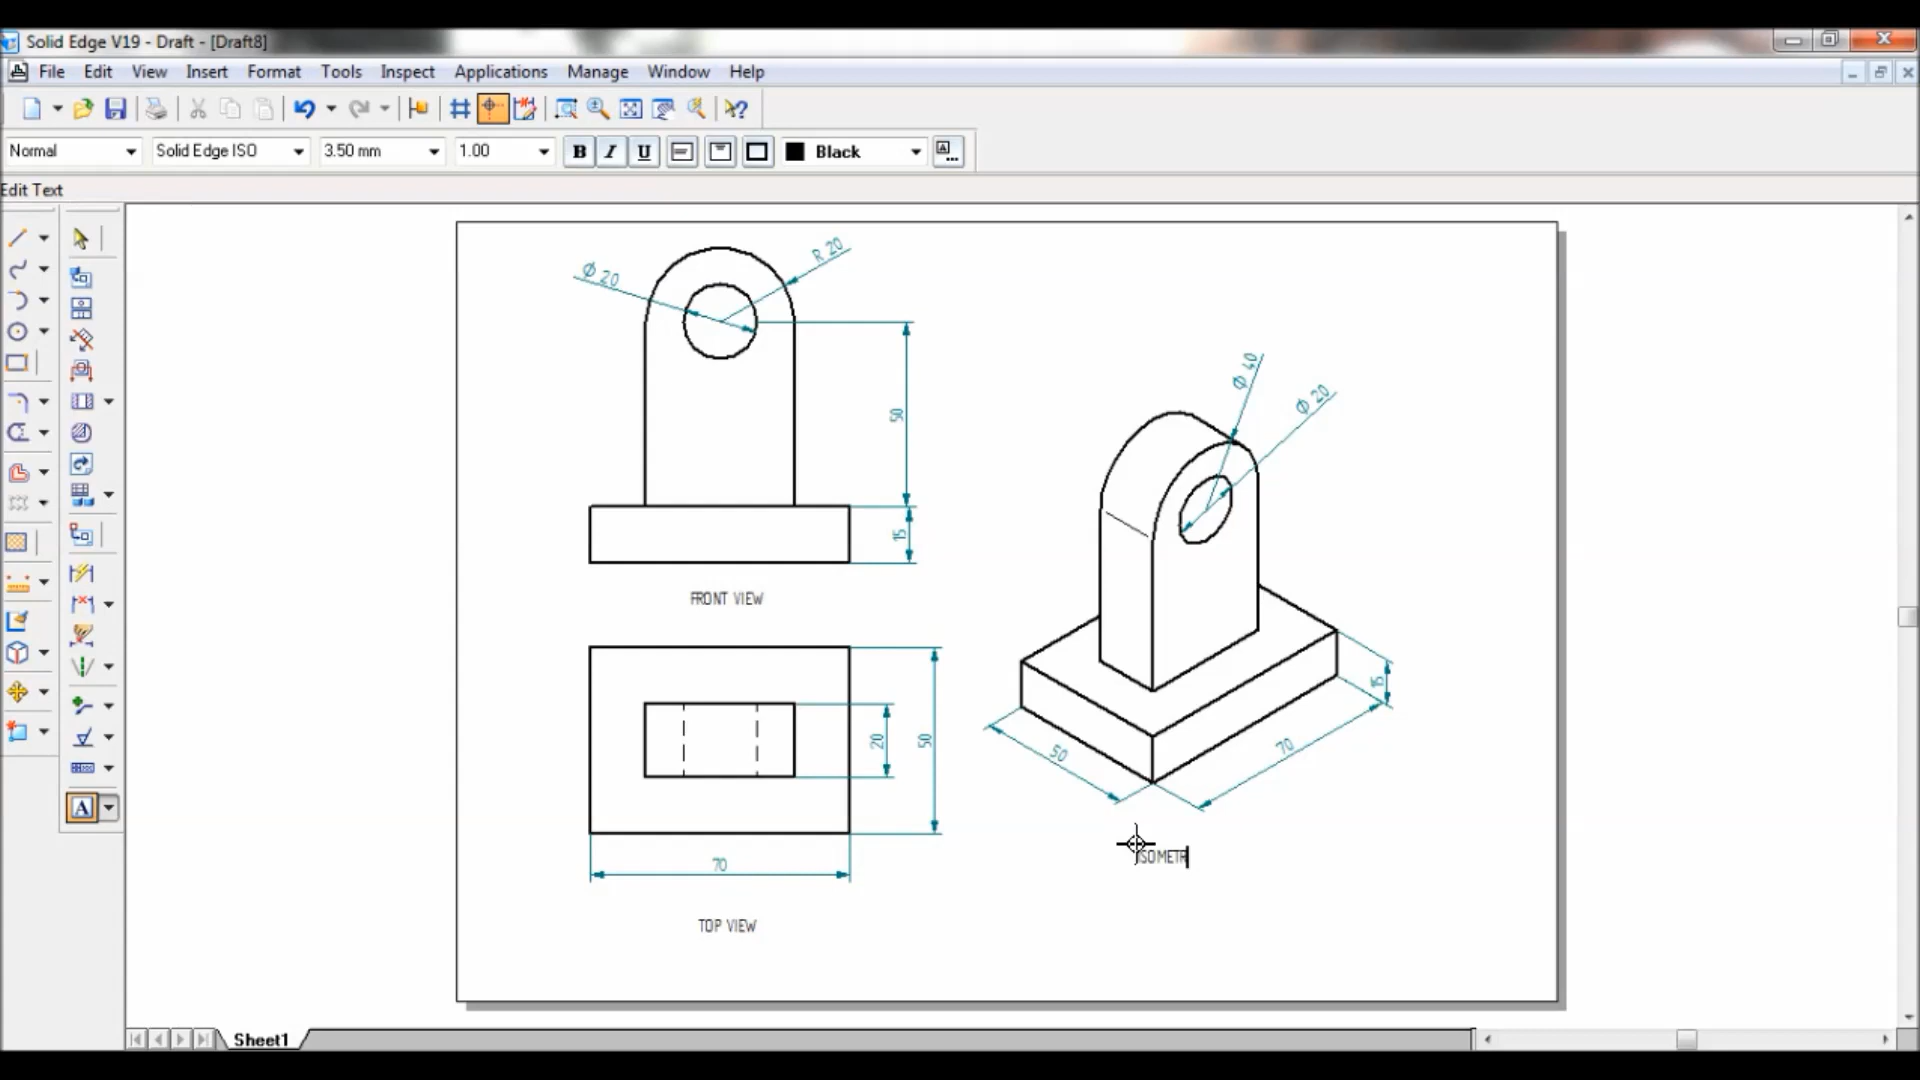 Solid Edge V19 - Draft - [Draft8]
File Edit View Insert Format Tools Inspect Applications Manage Window Help
Normal Solid Edge ISO 3.50 mm 1.00 B I U Black A...
Edit Text
Φ 20
R 20
50
15
FRONT VIEW
20
50
70
TOP VIEW
Φ 40
Φ 20
15
50
70
ISOMETR
A
Sheet1